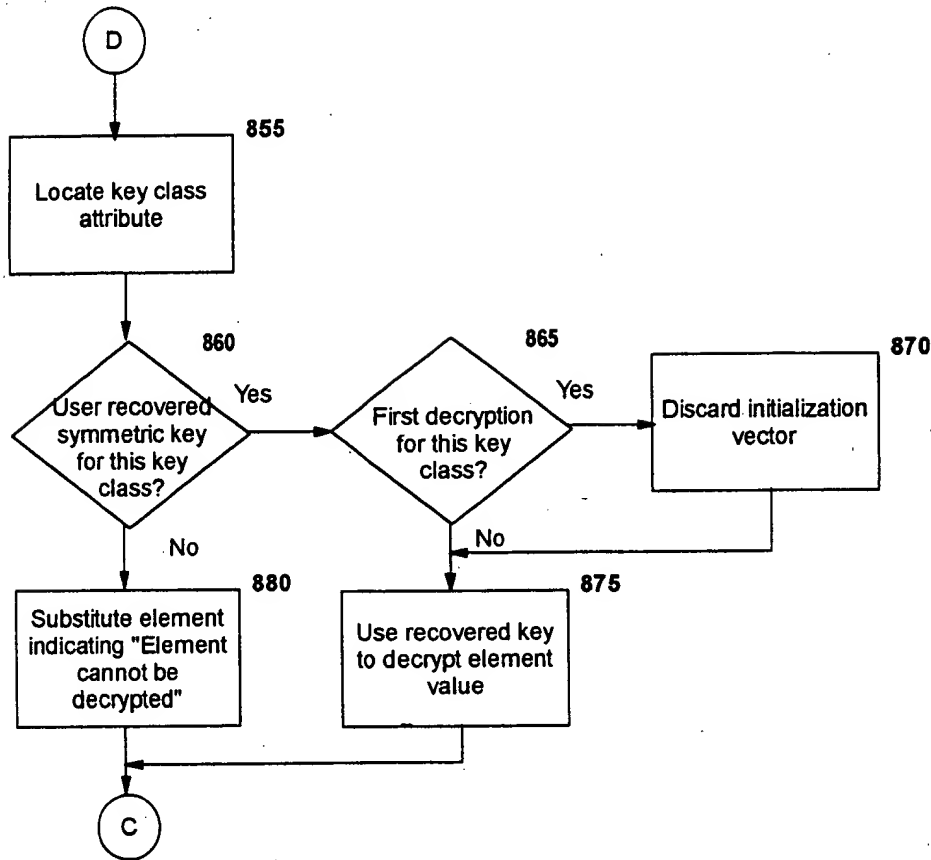 D
855
Locate key class
attribute
860
User recovered
symmetric key
for this key
class?
Yes
865
First decryption
for this key
class?
Yes
870
Discard initialization
vector
No
No
880
Substitute element
indicating "Element
cannot be
decrypted"
875
Use recovered key
to decrypt element
value
C